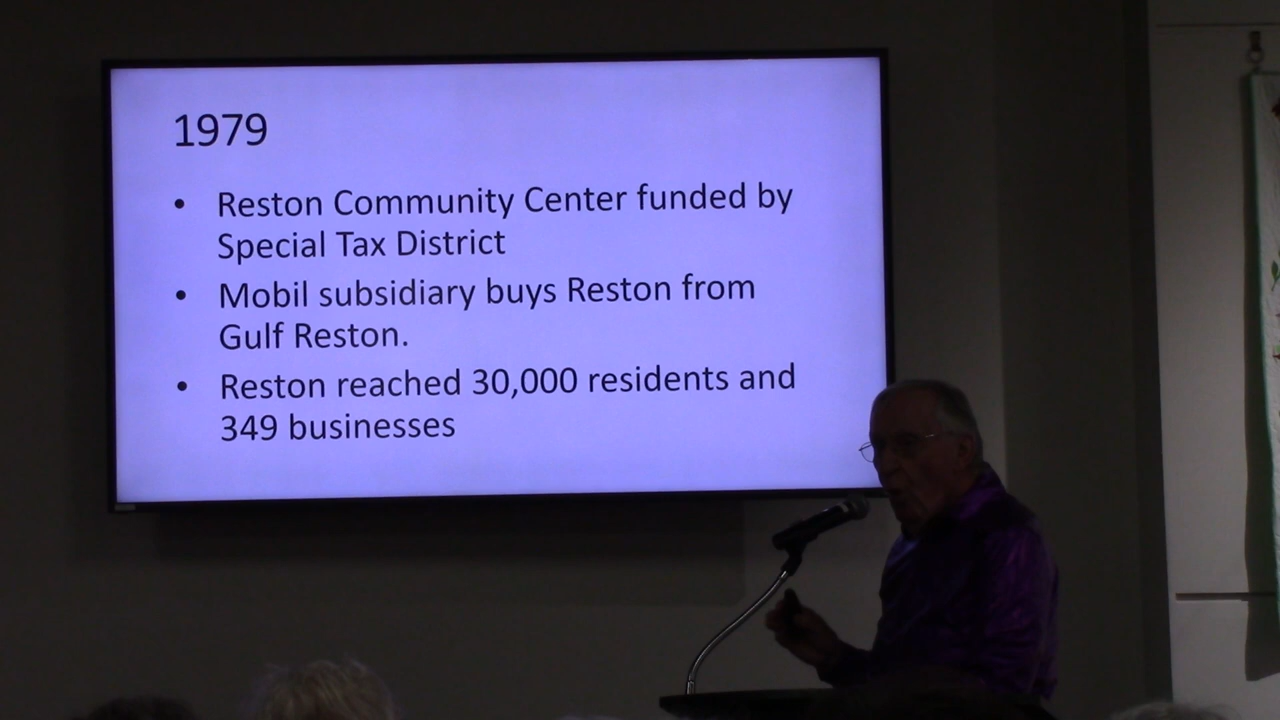 1979
• Reston Community Center funded by
Special Tax District
• Mobil subsidiary buys Reston from
Gulf Reston.
• Reston reached 30,000 residents and
349 businesses